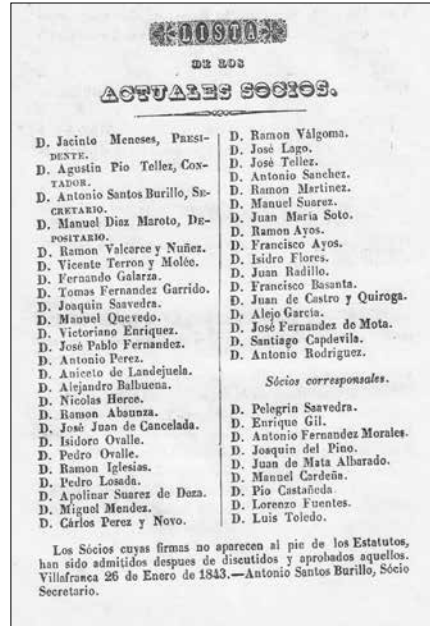 LISTA
DE LOS
ACTUALES SOCIOS.
D. Jacinto Meneses, PRESI-
DENTE.
D. Agustin Pio Tellez, CON-
TADOR.
D. Antonio Santos Burillo, SE-
CRETARIO.
D. Manuel Diaz Maroto, DE-
POSITARIO.
D. Ramon Valcarce y Nuñez.
D. Vicente Terron y Moléc.
D. Fernando Galarza.
D. Tomas Fernandez Garrido.
D. Joaquin Saavedra.
D. Manuel Quevedo.
D. Victoriano Enriquez.
D. José Pablo Fernandez.
D. Antonio Perez.
D. Aniceto de Landejuela.
D. Alejandro Balbuena.
D. Nicolas Herce.
D. Ramon Abaunza.
D. José Juan de Cancelada.
D. Isidoro Ovalle.
D. Pedro Ovalle.
D. Ramon Iglesias.
D. Pedro Losada.
D. Apolinar Suarez de Deza.
D. Miguel Mendez.
D. Cárlos Perez y Novo.
D. Ramon Válgoma.
D. José Lago.
D. José Tellez.
D. Antonio Sanchez.
D. Ramon Martinez.
D. Manuel Suarez.
D. Juan María Soto.
D. Ramon Ayos.
D. Francisco Ayos.
D. Isidro Flores.
D. Juan Radillo.
D. Francisco Basanta.
D. Juan de Castro y Quiroga.
D. Alejo García.
D. José Fernandez de Mota.
D. Santiago Capdevila.
D. Antonio Rodriguez.
Sócios corresponsales.
D. Pelegrin Saavedra.
D. Enrique Gil.
D. Antonio Fernandez Morales.
D. Joaquin del Pino.
D. Juan de Mata Albarado.
D. Manuel Cardeña.
D. Pio Castañeda
D. Lorenzo Fuentes.
D. Luis Toledo.
Los Sócios cuyas firmas no aparecen al pie de los Estatutos,
han sido admitidos despues de discutidos y aprobados aquellos.
Villafranca 26 de Enero de 1843.—Antonio Santos Burillo, Sócio
Secretario.